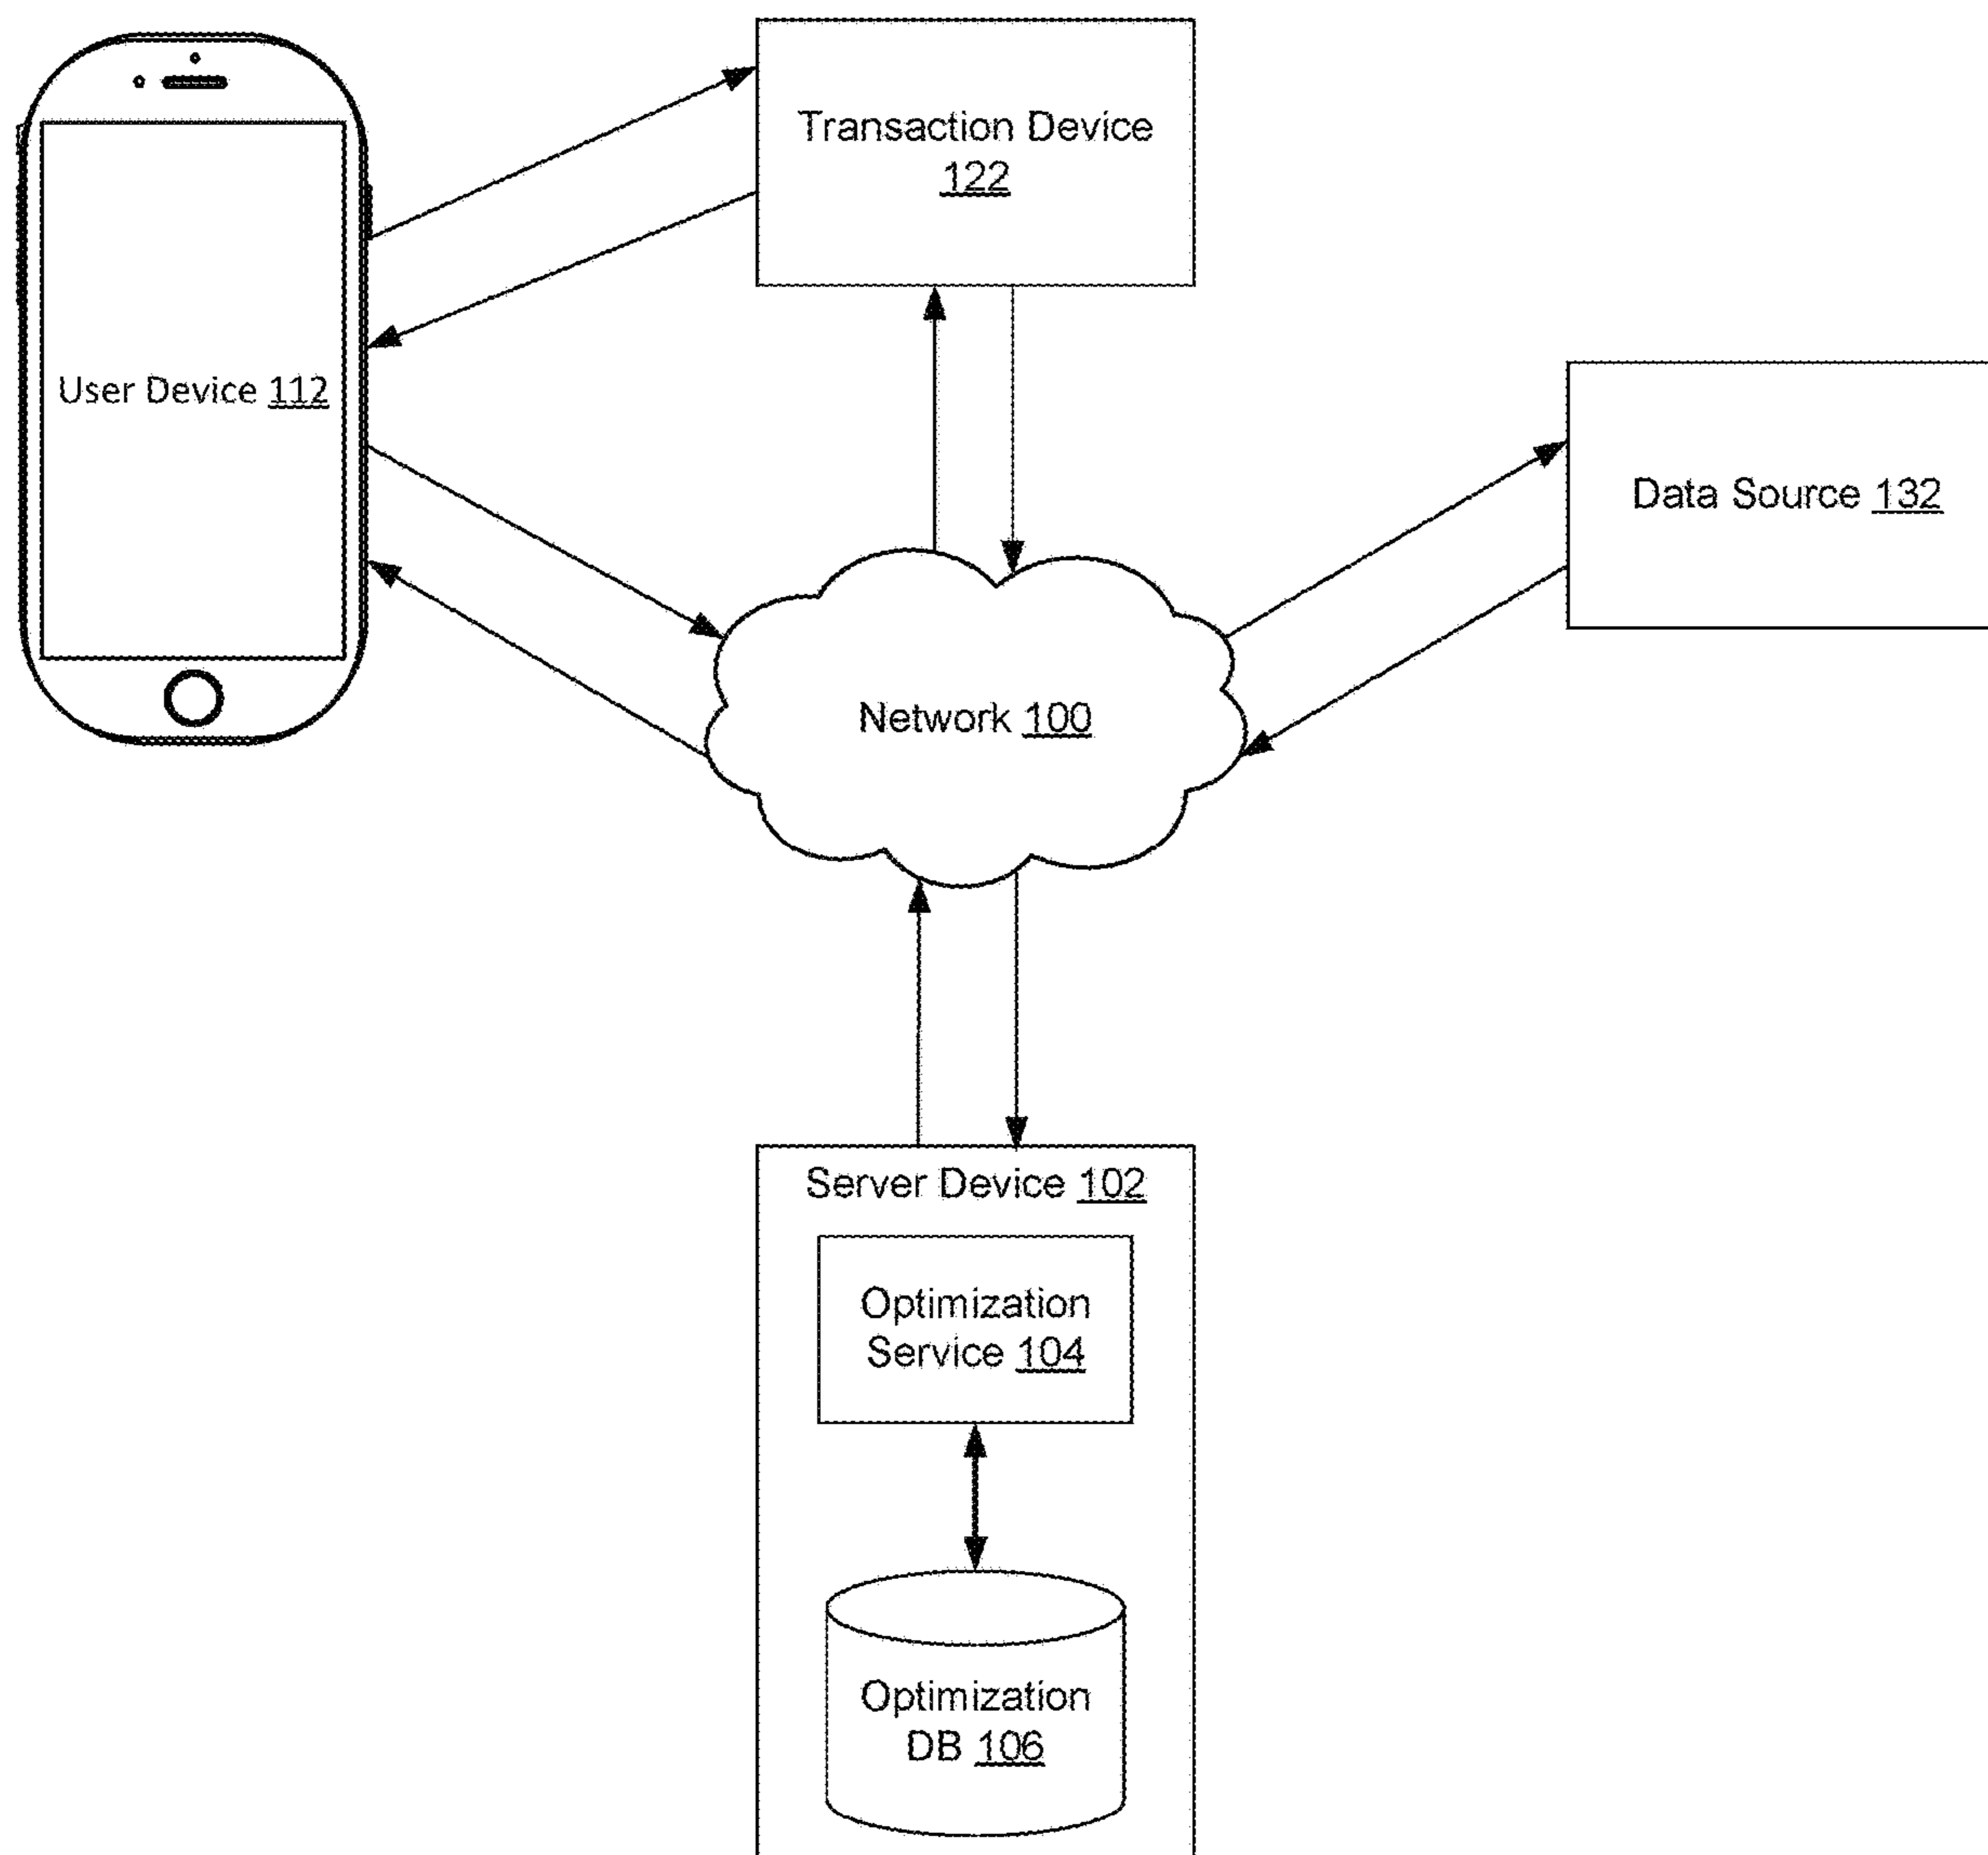 Transaction Device
122
User Device 112
Data Source 132
Network 100
Server Device 102
Optimization
Service 104
Optimization
DB 106